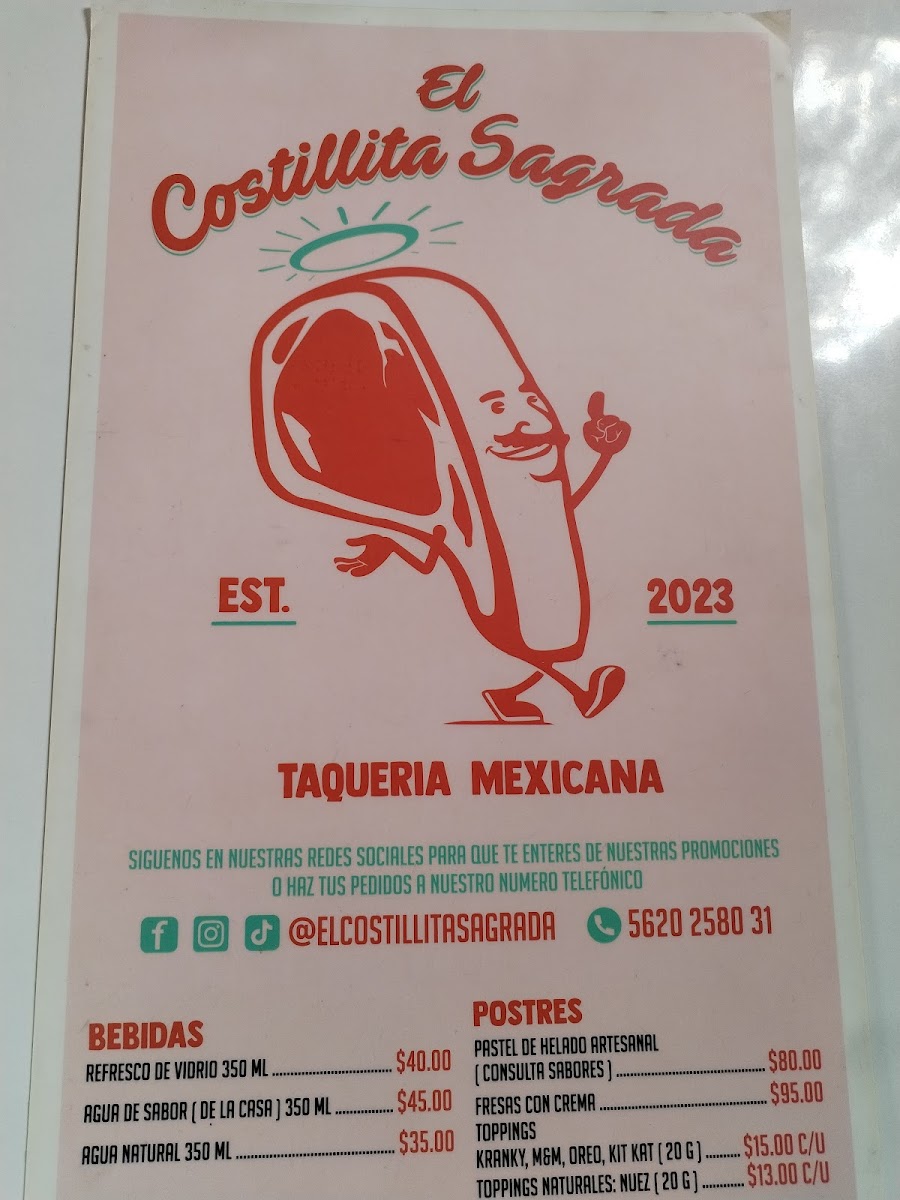 El
Costillita Sagrada
EST. 2023
TAQUERIA MEXICANA
SIGUENOS EN NUESTRAS REDES SOCIALES PARA QUE TE ENTERES DE NUESTRAS PROMOCIONES
O HAZ TUS PEDIDOS A NUESTRO NUMERO TELEFÓNICO
@ELCOSTILLITASAGRADA 5620 2580 31
BEBIDAS
REFRESCO DE VIDRIO 350 ML ............................... $40.00
AGUA DE SABOR ( DE LA CASA ) 350 ML ............... $45.00
AGUA NATURAL 350 ML .......................................... $35.00
POSTRES
PASTEL DE HELADO ARTESANAL
( CONSULTA SABORES ) ....................................... $80.00
FRESAS CON CREMA ............................................ $95.00
TOPPINGS
KRANKY, M&M, OREO, KIT KAT ( 20 G ) ......... $15.00 C/U
TOPPINGS NATURALES: NUEZ ( 20 G ) ........... $13.00 C/U